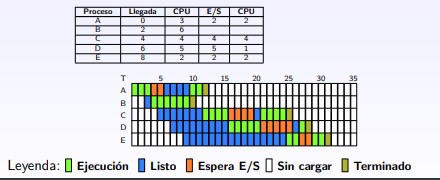 Proceso Llegada CPU E/S CPU
A 0 3 2 2
B 2 6
C 4 4 4 4
D 6 5 5 1
E 8 2 2 2
T 5 10 15 20 25 30 35
A
B
C
D
E
Leyenda: Ejecución Listo Espera E/S Sin cargar Terminado